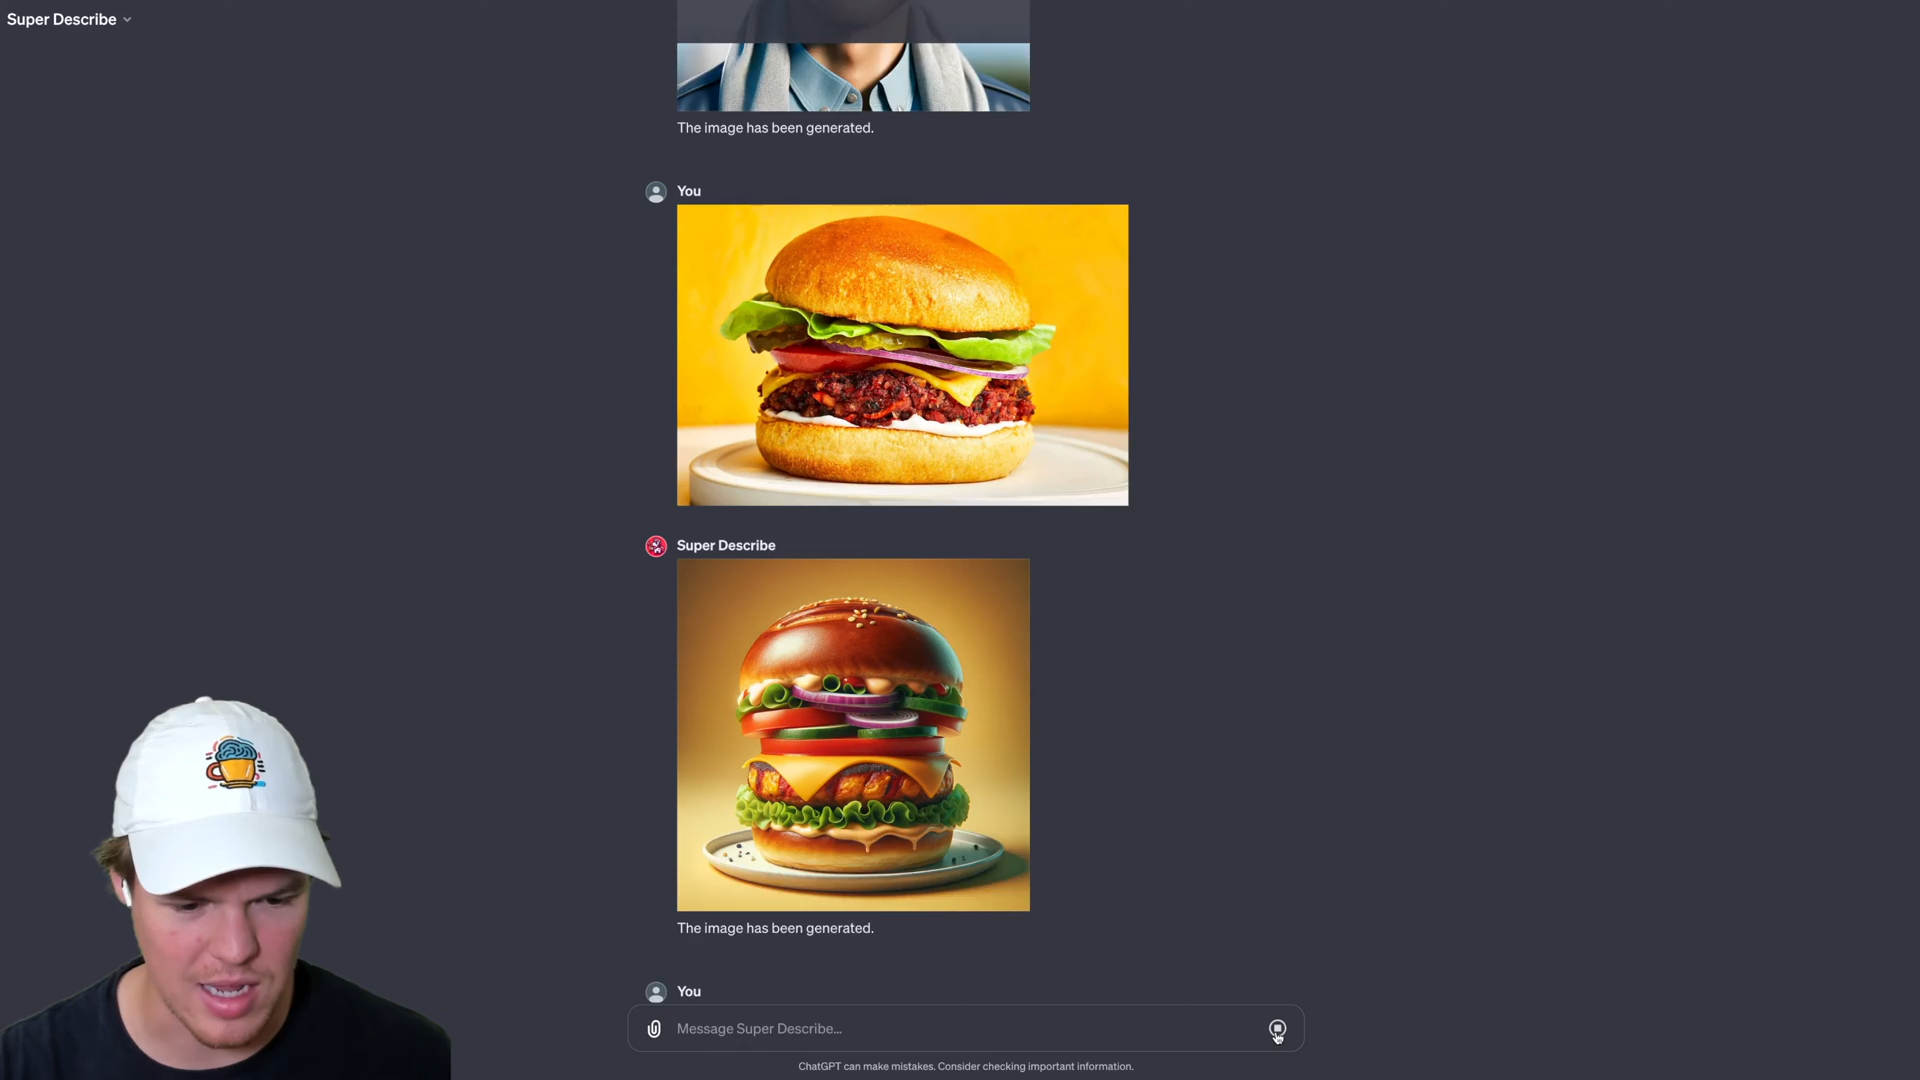 Super Describe
The image has been generated.
You
Super Describe
The image has been generated.
You
Message Super Describe...
ChatGPT can make mistakes. Consider checking important information.